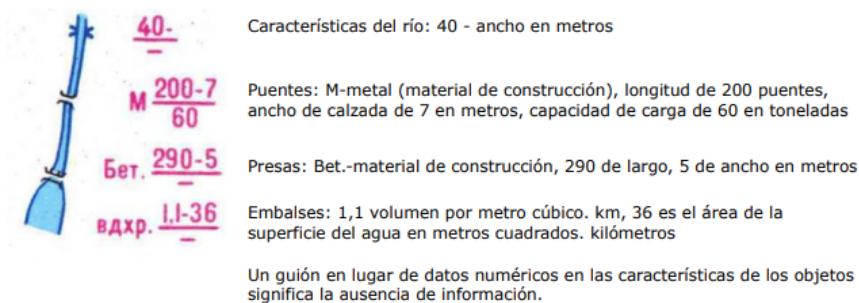 40-
–
Características del río: 40 - ancho en metros
М 200-7
60
Puentes: M-metal (material de construcción), longitud de 200 puentes,
ancho de calzada de 7 en metros, capacidad de carga de 60 en toneladas
Бет. 290-5
–
Presas: Bet.-material de construcción, 290 de largo, 5 de ancho en metros
вдхр. 1,1-36
–
Embalses: 1,1 volumen por metro cúbico. km, 36 es el área de la
superficie del agua en metros cuadrados. kilómetros
Un guión en lugar de datos numéricos en las características de los objetos
significa la ausencia de información.